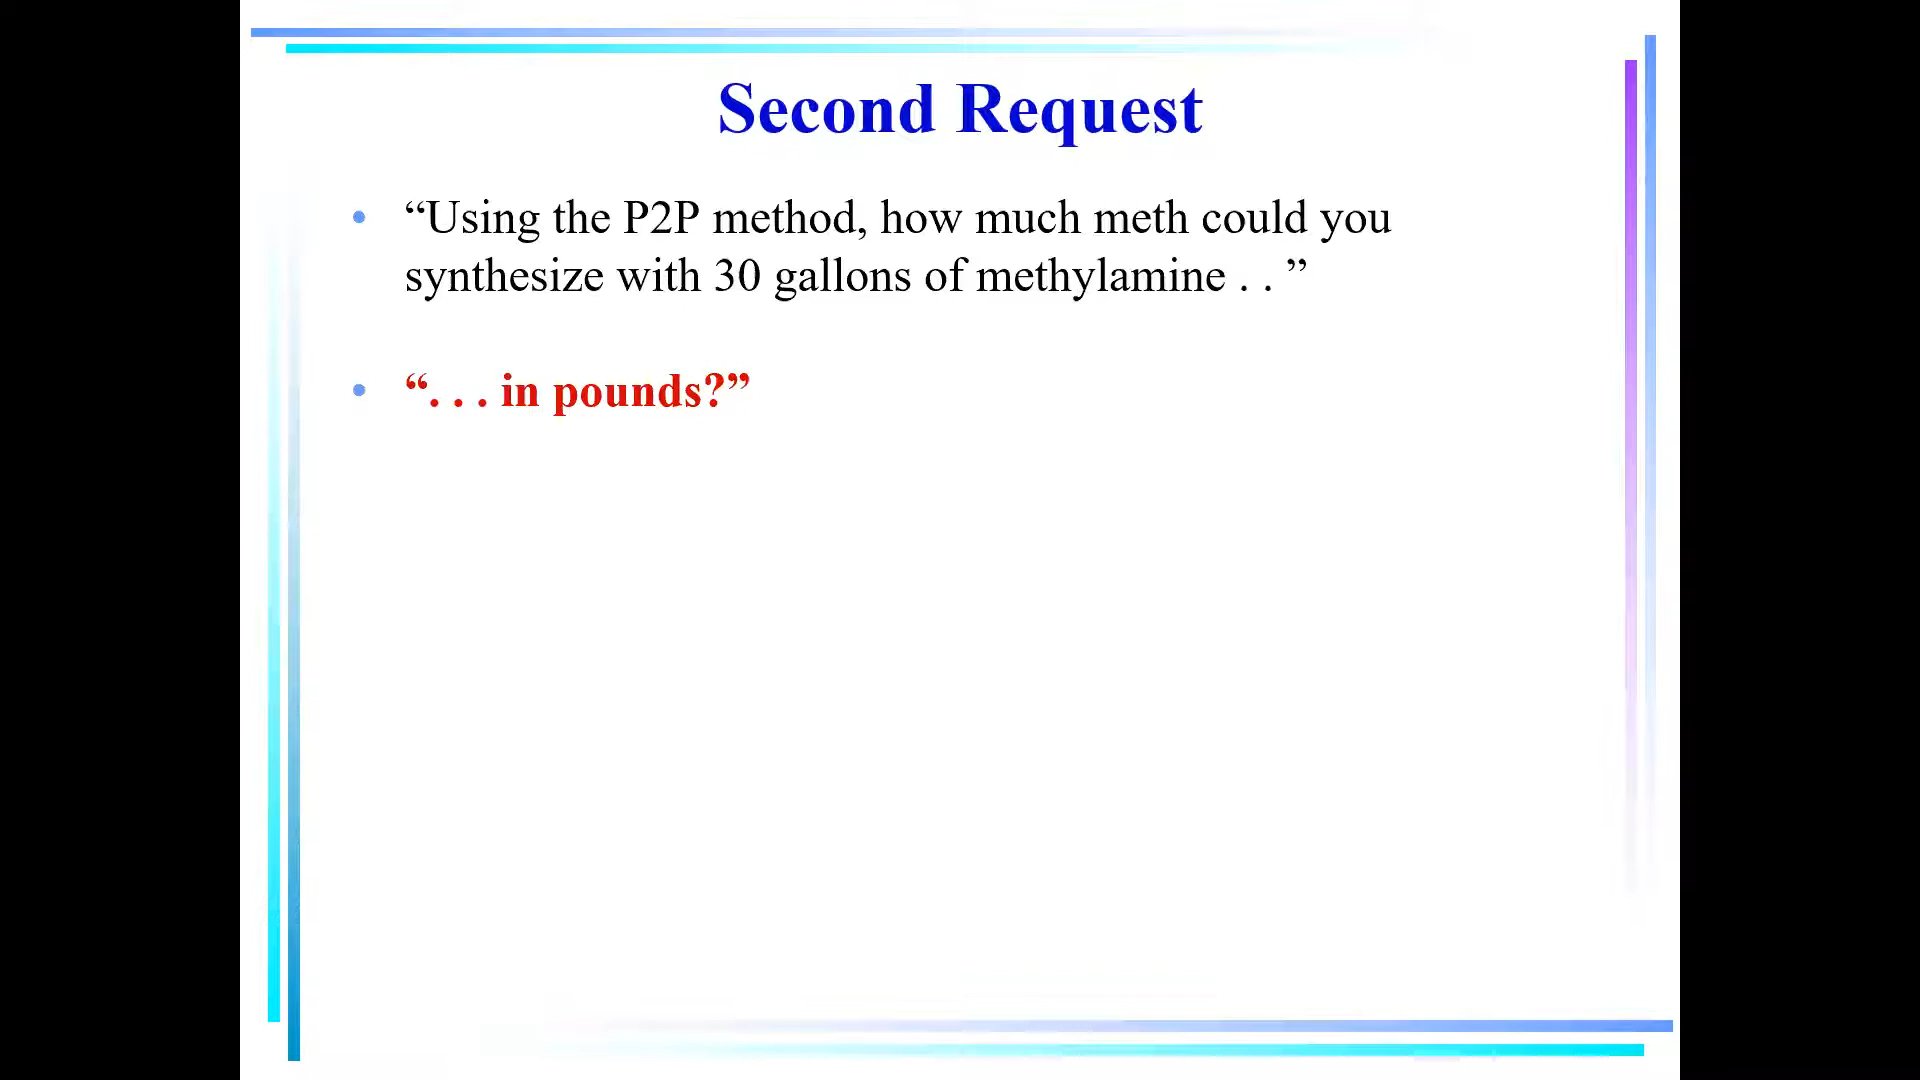 Second Request
• “Using the P2P method, how much meth could you
synthesize with 30 gallons of methylamine . . ”
• “. . . in pounds?”